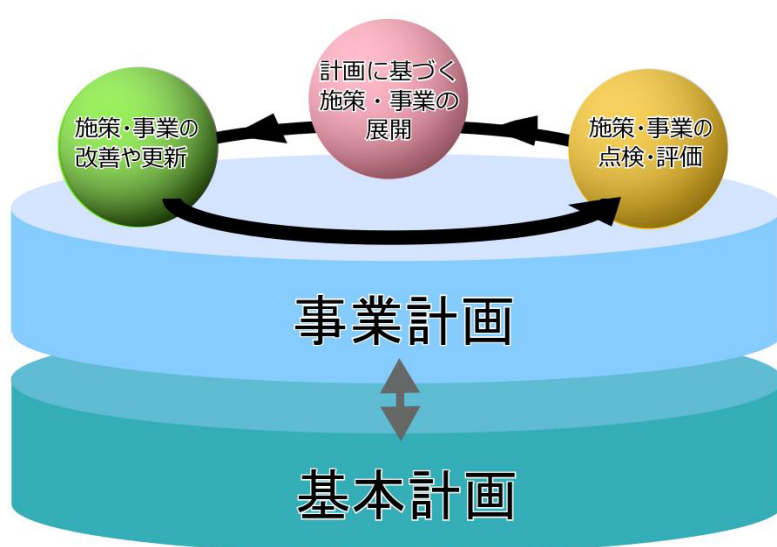 計画に基づく
施策・事業の
展開
施策・事業の
改善や更新
施策・事業の
点検・評価
事業計画
基本計画